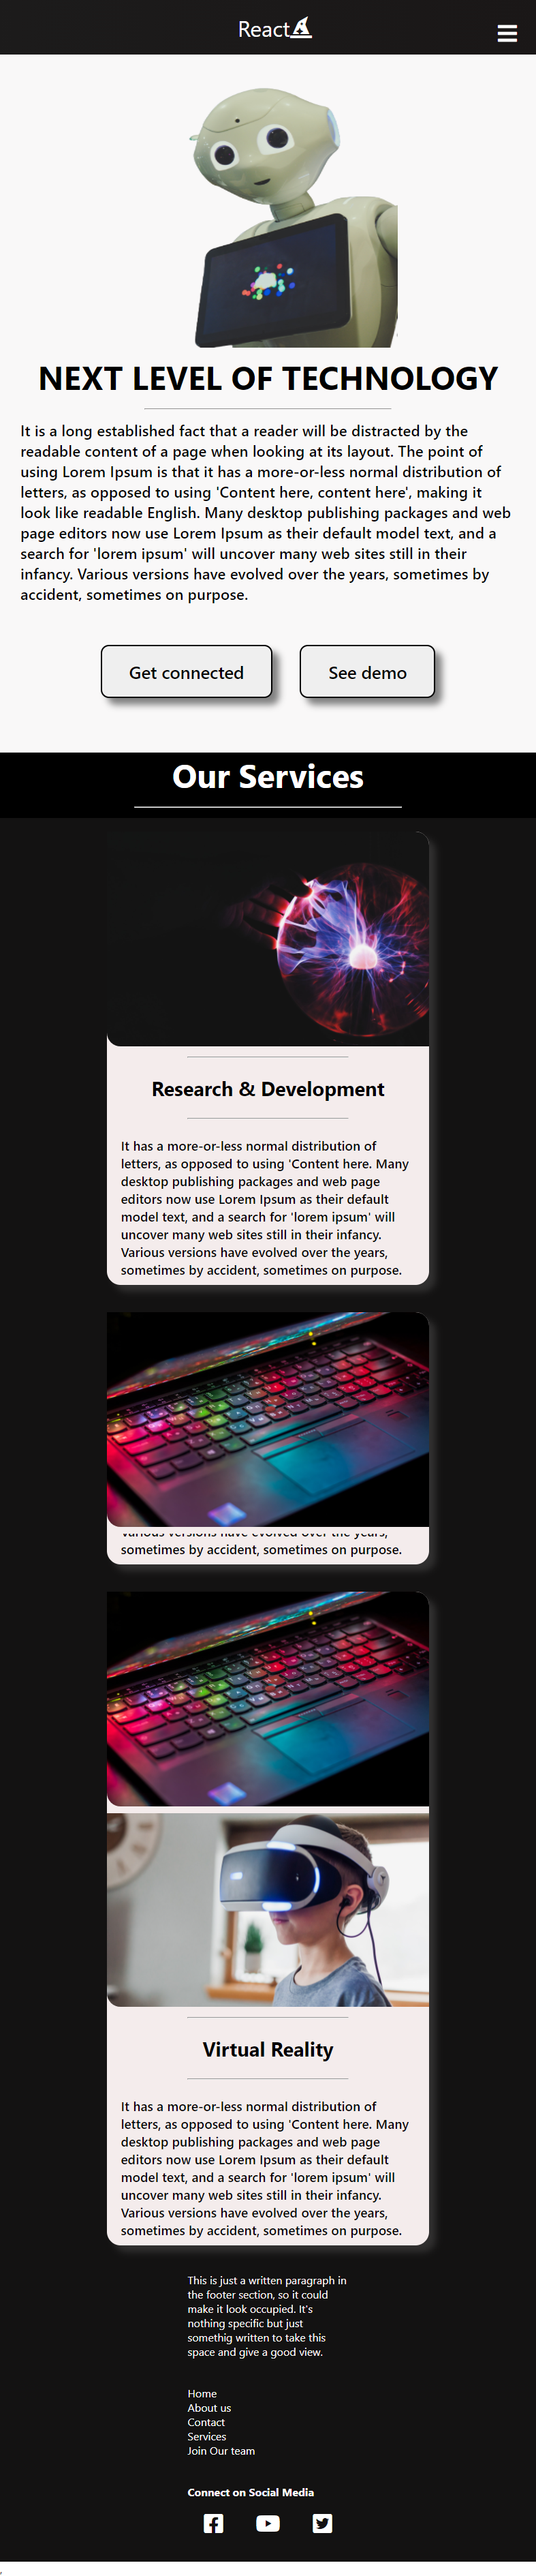 React
NEXT LEVEL OF TECHNOLOGY
It is a long established fact that a reader will be distracted by the
readable content of a page when looking at its layout. The point of
using Lorem Ipsum is that it has a more-or-less normal distribution of
letters, as opposed to using 'Content here, content here', making it
look like readable English. Many desktop publishing packages and web
page editors now use Lorem Ipsum as their default model text, and a
search for 'lorem ipsum' will uncover many web sites still in their
infancy. Various versions have evolved over the years, sometimes by
accident, sometimes on purpose.
Get connected See demo
Our Services
Research & Development
It has a more-or-less normal distribution of
letters, as opposed to using 'Content here. Many
desktop publishing packages and web page
editors now use Lorem Ipsum as their default
model text, and a search for 'lorem ipsum' will
uncover many web sites still in their infancy.
Various versions have evolved over the years,
sometimes by accident, sometimes on purpose.
Various versions have evolved over the years,
sometimes by accident, sometimes on purpose.
Virtual Reality
It has a more-or-less normal distribution of
letters, as opposed to using 'Content here. Many
desktop publishing packages and web page
editors now use Lorem Ipsum as their default
model text, and a search for 'lorem ipsum' will
uncover many web sites still in their infancy.
Various versions have evolved over the years,
sometimes by accident, sometimes on purpose.
This is just a written paragraph in
the footer section, so it could
make it look occupied. It's
nothing specific but just
somethig written to take this
space and give a good view.
Home
About us
Contact
Services
Join Our team
Connect on Social Media